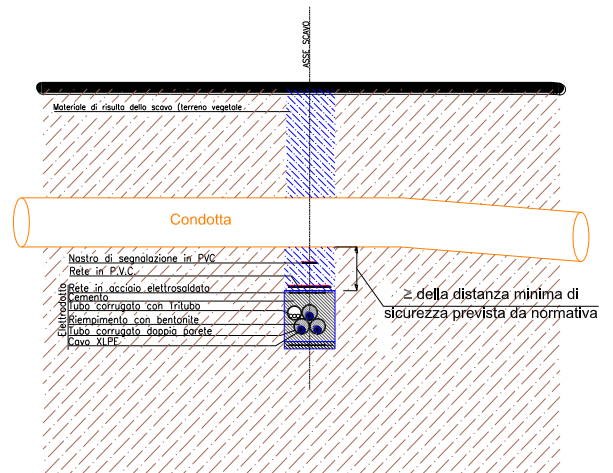 ASSE SCAVO
Materiale di risulta dello scavo (terreno vegetale
Condotta
Nastro di segnalazione in PVC
Rete in P.V.C.
Rete in acciaio elettrosaldato
Cemento
Tubo corrugato con Tritubo
Riempimento con bentonite
Tubo corrugato doppia parete
Cavo XLPE
Elettrodotto
≥ della distanza minima di
sicurezza prevista da normativa